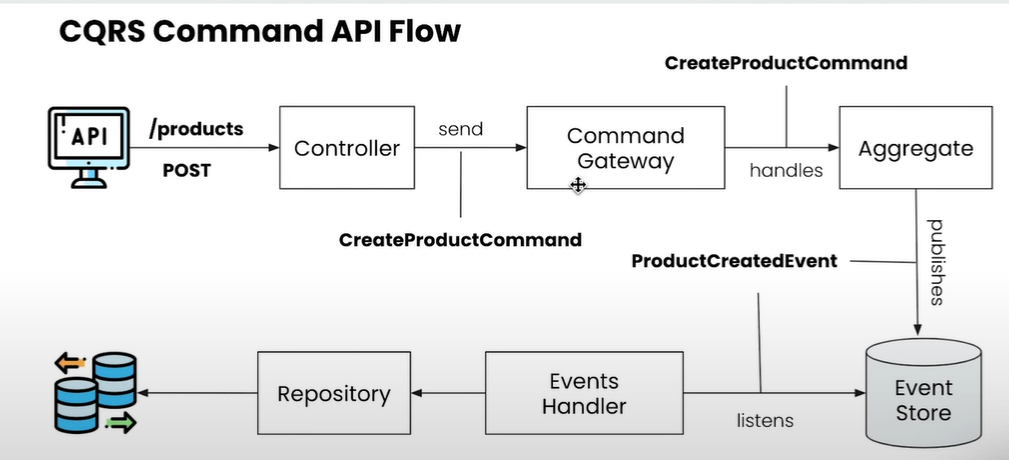 CQRS Command API Flow
CreateProductCommand
API
/products
POST
Controller
send
Command
Gateway
handles
Aggregate
CreateProductCommand
ProductCreatedEvent
publishes
Repository
Events
Handler
listens
Event
Store